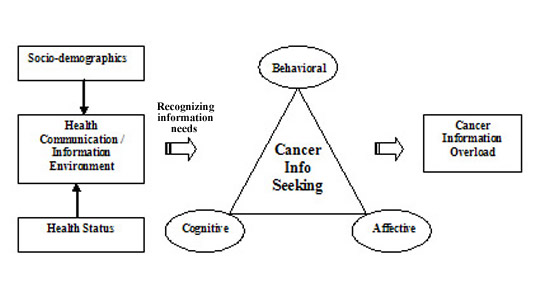 Socio-demographics
Health
Communication /
Information
Environment
Health Status
Recognizing
information
needs
Behavioral
Cancer
Info
Seeking
Cognitive
Affective
Cancer
Information
Overload